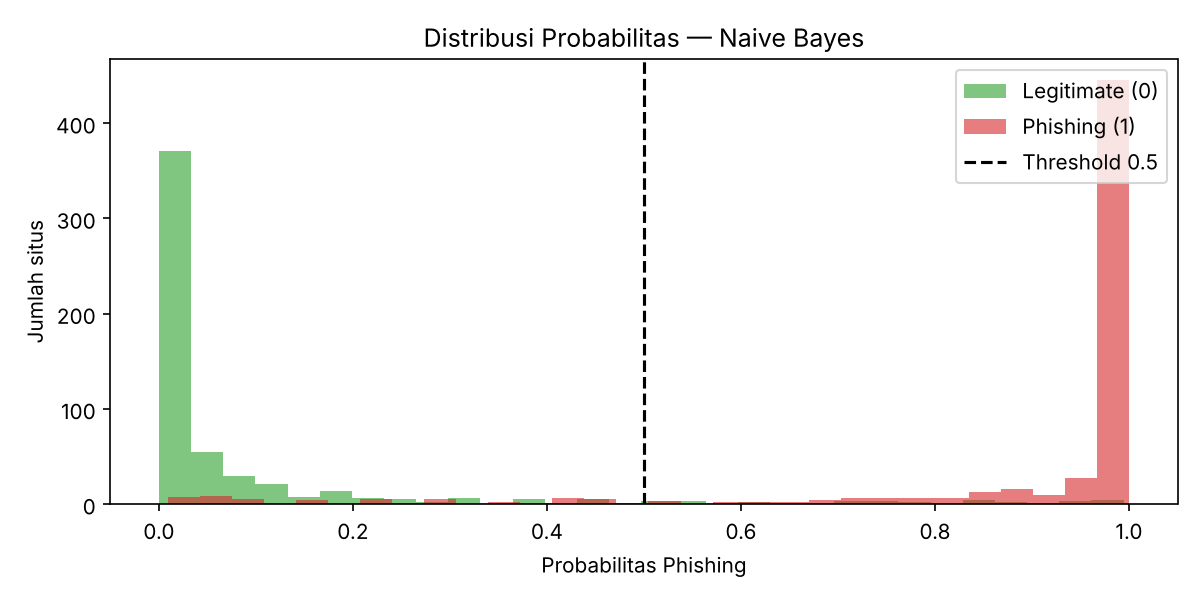 Distribusi Probabilitas — Naive Bayes
Legitimate (0)
Phishing (1)
Threshold 0.5
Jumlah situs
400
300
200
100
0
0.0 0.2 0.4 0.6 0.8 1.0
Probabilitas Phishing